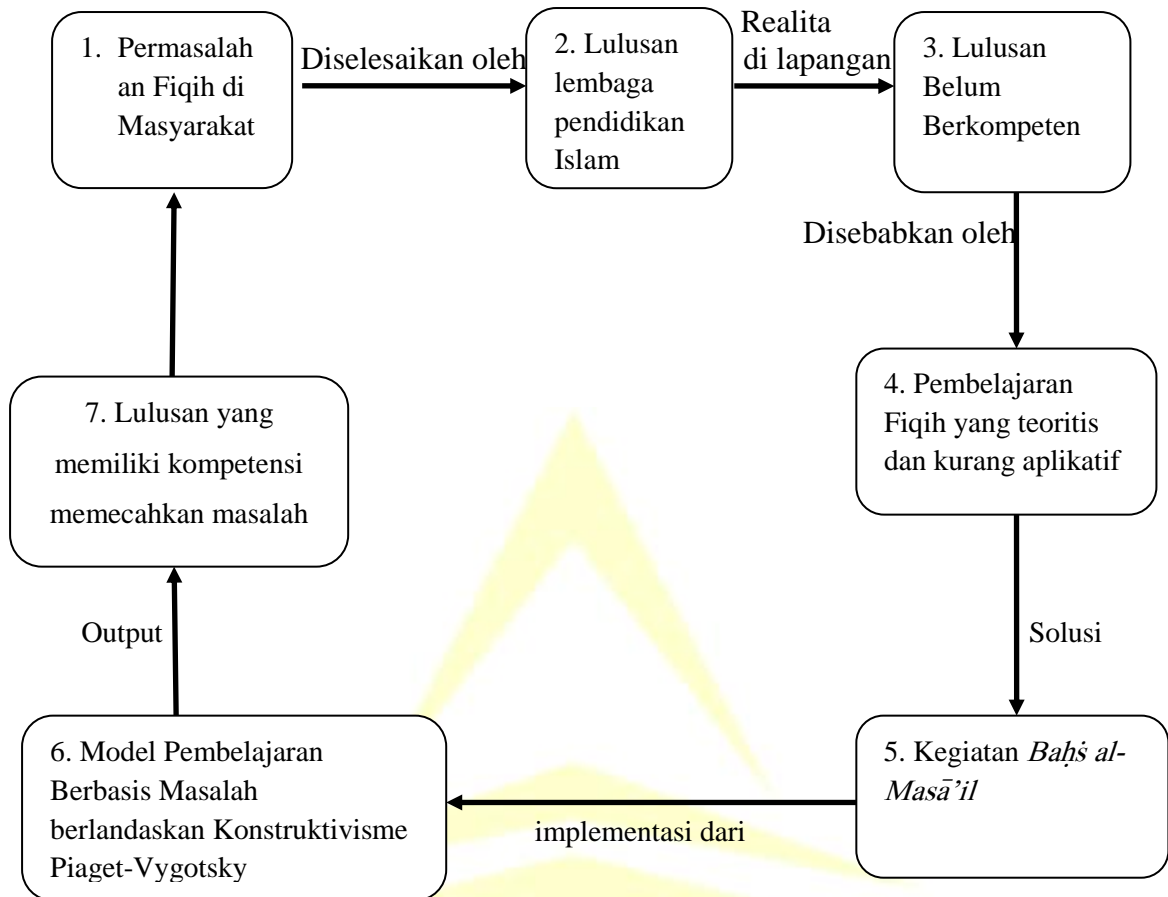 1. Permasalah
an Fiqih di
Masyarakat
Diselesaikan oleh
2. Lulusan
lembaga
pendidikan
Islam
Realita
di lapangan
3. Lulusan
Belum
Berkompeten
Disebabkan oleh
4. Pembelajaran
Fiqih yang teoritis
dan kurang aplikatif
Solusi
5. Kegiatan Baḥṡ al-
Masā’il
implementasi dari
6. Model Pembelajaran
Berbasis Masalah
berlandaskan Konstruktivisme
Piaget-Vygotsky
Output
7. Lulusan yang
memiliki kompetensi
memecahkan masalah